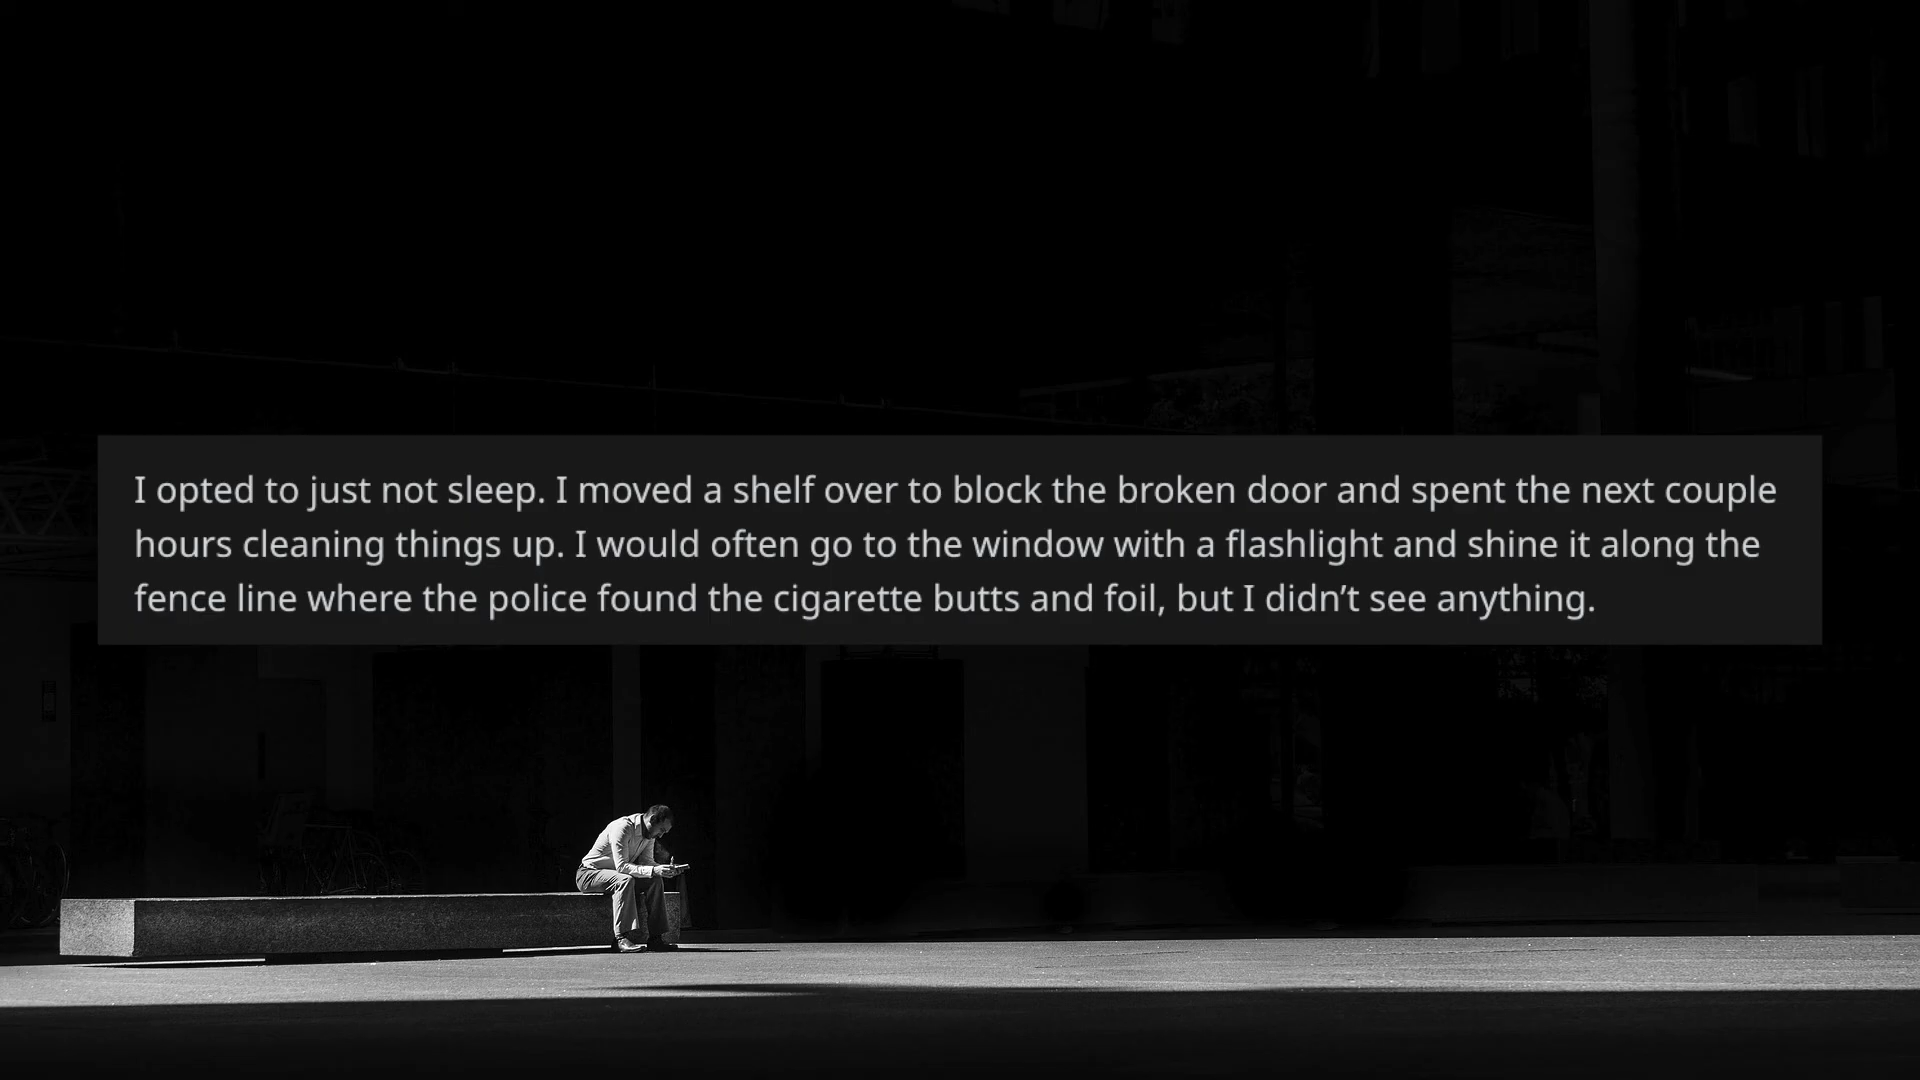 I opted to just not sleep. I moved a shelf over to block the broken door and spent the next couple
hours cleaning things up. I would often go to the window with a flashlight and shine it along the
fence line where the police found the cigarette butts and foil, but I didn’t see anything.